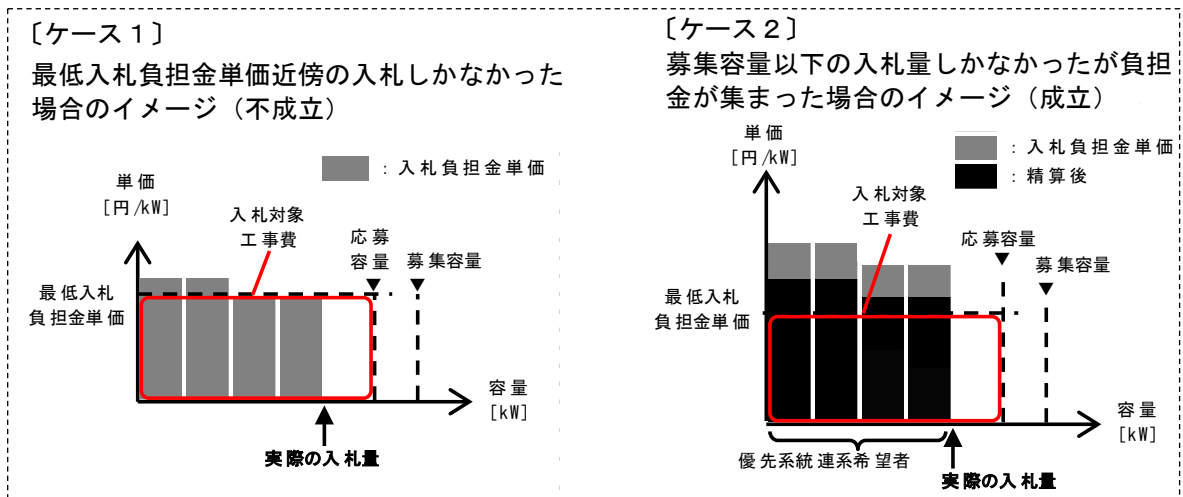 〔ケース１〕
最低入札負担金単価近傍の入札しかなかった
場合のイメージ（不成立）
：入札負担金単価
単価
[円/kW]
入札対象
工事費
応募
容量
募集容量
最低入札
負担金単価
容量
[kW]
実際の入札量
〔ケース２〕
募集容量以下の入札量しかなかったが負担
金が集まった場合のイメージ（成立）
単価
[円/kW]
：入札負担金単価
：精算後
入札対象
工事費
応募容量
募集容量
最低入札
負担金単価
容量
[kW]
優先系統連系希望者
実際の入札量